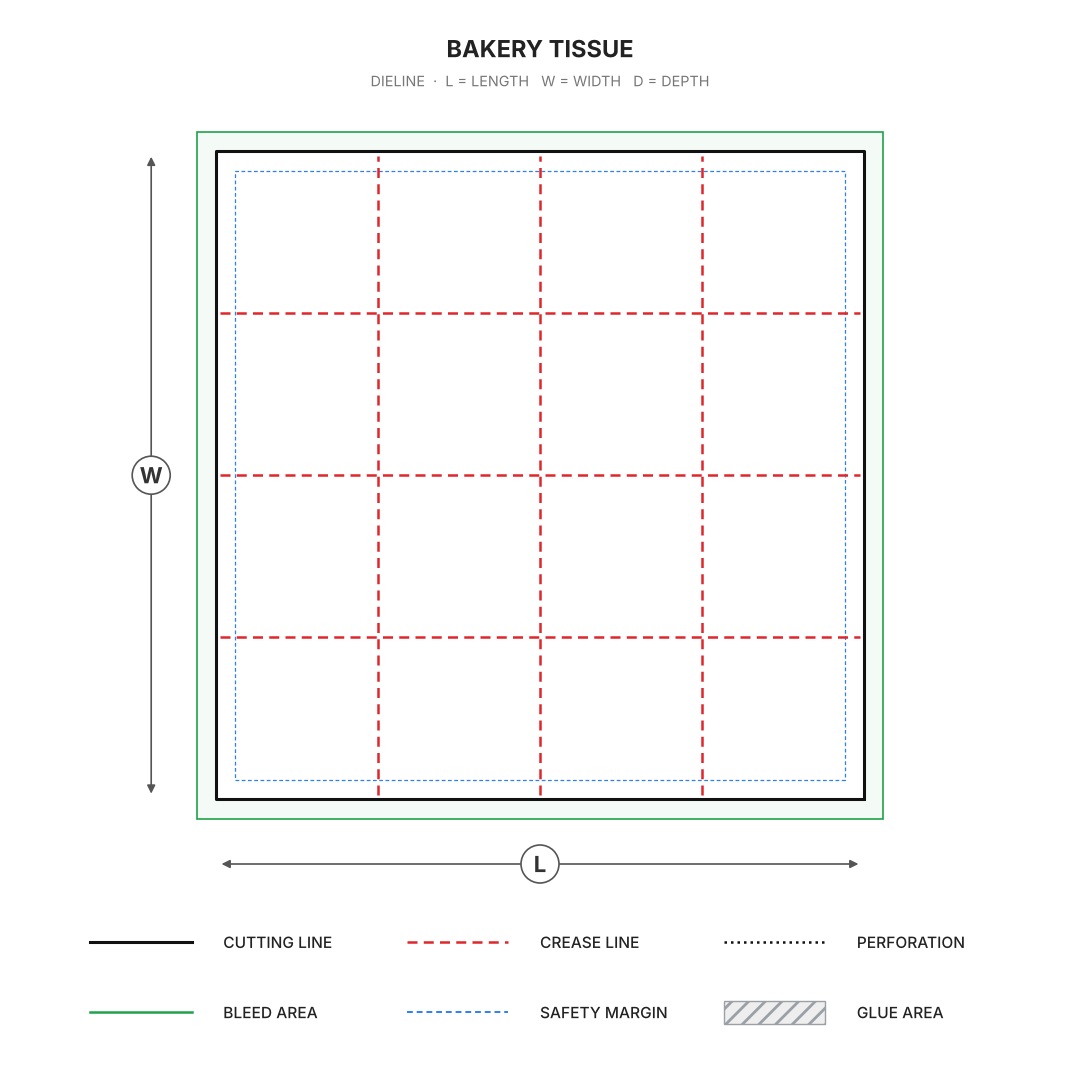 BAKERY TISSUE
DIELINE · L = LENGTH W = WIDTH D = DEPTH
W
L
CUTTING LINE
CREASE LINE
PERFORATION
BLEED AREA
SAFETY MARGIN
GLUE AREA